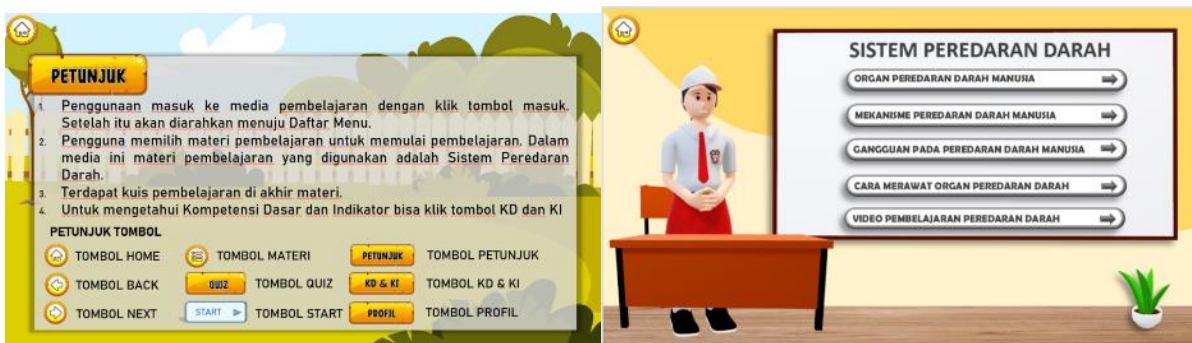 PETUNJUK
1. Penggunaan masuk ke media pembelajaran dengan klik tombol masuk.
Setelah itu akan diarahkan menuju Daftar Menu.
2. Pengguna memilih materi pembelajaran untuk memulai pembelajaran. Dalam
media ini materi pembelajaran yang digunakan adalah Sistem Peredaran
Darah.
3. Terdapat kuis pembelajaran di akhir materi.
4. Untuk mengetahui Kompetensi Dasar dan Indikator bisa klik tombol KD dan KI
PETUNJUK TOMBOL
TOMBOL HOME TOMBOL MATERI PETUNJUK TOMBOL PETUNJUK
TOMBOL BACK QUIZ TOMBOL QUIZ KD & KI TOMBOL KD & KI
TOMBOL NEXT START TOMBOL START PROFIL TOMBOL PROFIL
SISTEM PEREDARAN DARAH
ORGAN PEREDARAN DARAH MANUSIA
MEKANISME PEREDARAN DARAH MANUSIA
GANGGUAN PADA PEREDARAN DARAH MANUSIA
CARA MERAWAT ORGAN PEREDARAN DARAH
VIDEO PEMBELAJARAN PEREDARAN DARAH